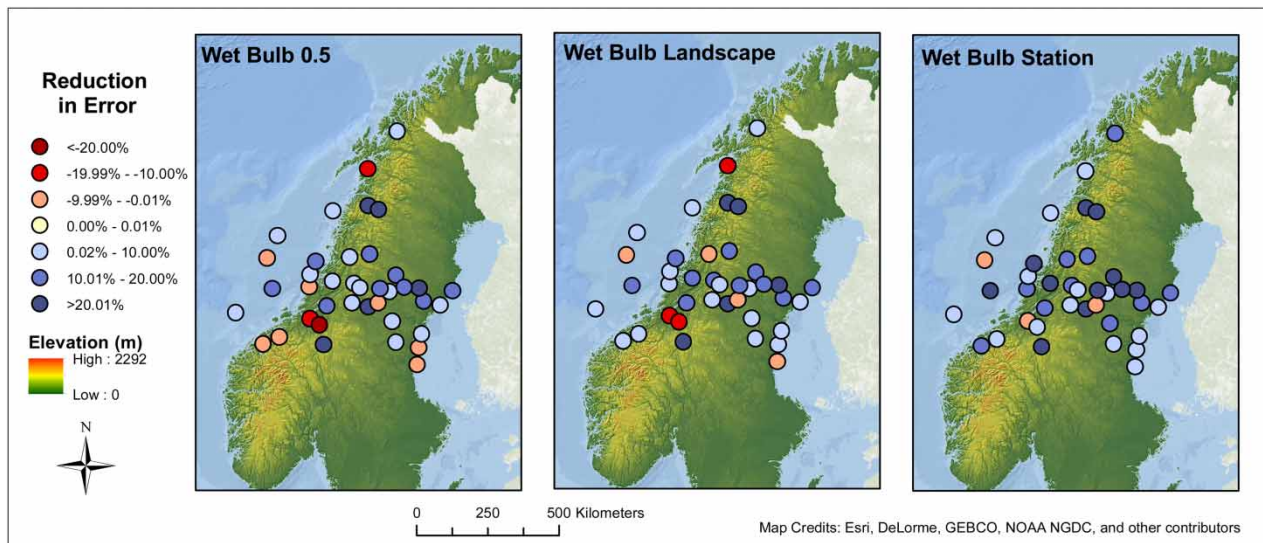 Wet Bulb 0.5
Wet Bulb Landscape
Wet Bulb Station
Reduction
in Error
<-20.00%
-19.99% - -10.00%
-9.99% - -0.01%
0.00% - 0.01%
0.02% - 10.00%
10.01% - 20.00%
>20.01%
Elevation (m)
High : 2292
Low : 0
N
0 250 500 Kilometers
Map Credits: Esri, DeLorme, GEBCO, NOAA NGDC, and other contributors